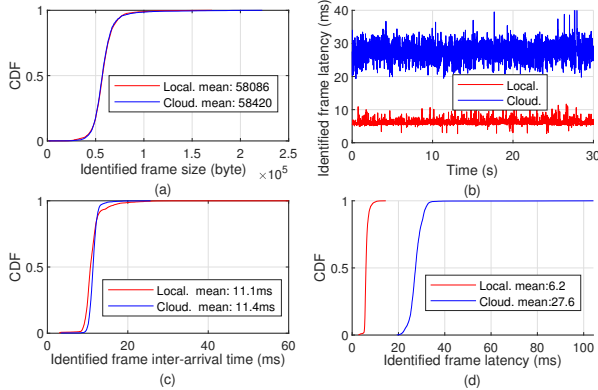 CDF
1
0.5
0
Local. mean: 58086
Cloud. mean: 58420
0 0.5 1 1.5 2 2.5
Identified frame size (byte) ×10^5
(a)
Identified frame latency (ms)
40
30
20
10
0
Local.
Cloud.
0 10 20 30
Time (s)
(b)
CDF
1
0.5
0
Local. mean: 11.1ms
Cloud. mean: 11.4ms
0 20 40 60
Identified frame inter-arrival time (ms)
(c)
CDF
1
0.5
0
Local. mean:6.2
Cloud. mean:27.6
0 20 40 60 80 100
Identified frame latency (ms)
(d)